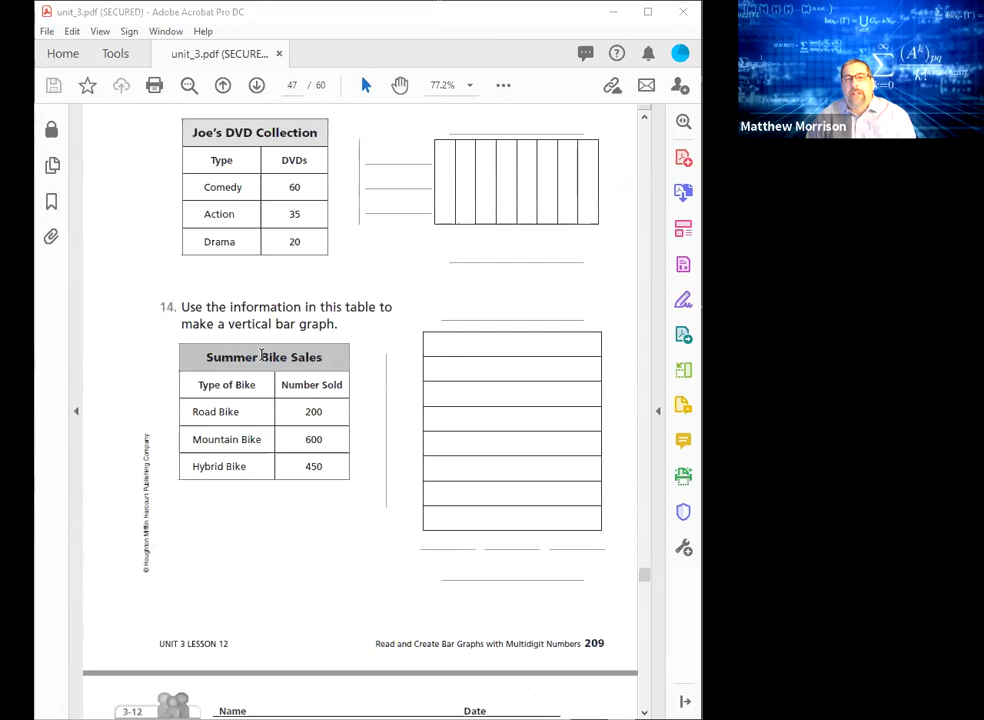 unit_3.pdf (SECURED) - Adobe Acrobat Pro DC
File Edit View Sign Window Help
Home Tools unit_3.pdf (SECURE... ×
47 / 60 77.2%
Joe's DVD Collection
Type DVDs
Comedy 60
Action 35
Drama 20
14. Use the information in this table to
make a vertical bar graph.
Summer Bike Sales
Type of Bike Number Sold
Road Bike 200
Mountain Bike 600
Hybrid Bike 450
© Houghton Mifflin Harcourt Publishing Company
UNIT 3 LESSON 12 Read and Create Bar Graphs with Multidigit Numbers 209
3-12 Name Date
Matthew Morrison